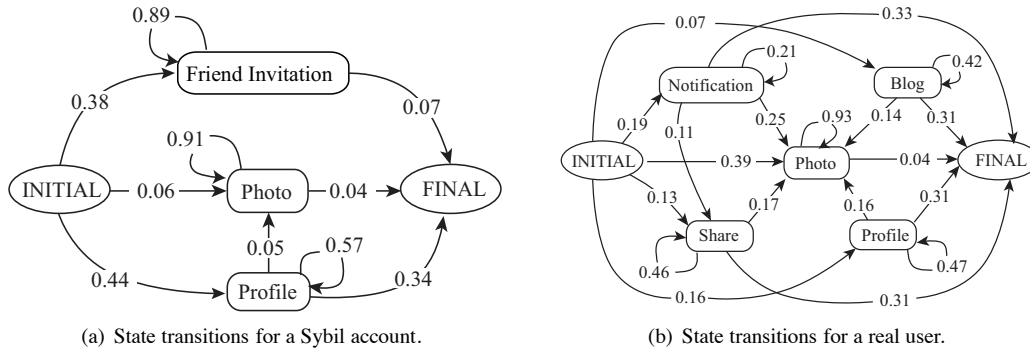 0.89
Friend Invitation
0.38
0.07
0.91
INITIAL
0.06
Photo
0.04
FINAL
0.05
0.57
0.44
Profile
0.34
(a) State transitions for a Sybil account.
0.33
0.07
0.21
0.42
Notification
Blog
0.19
0.11
0.25
0.93
0.14
0.31
INITIAL
0.39
Photo
0.04
FINAL
0.13
0.17
0.16
0.31
Share
Profile
0.46
0.47
0.16
0.31
(b) State transitions for a real user.